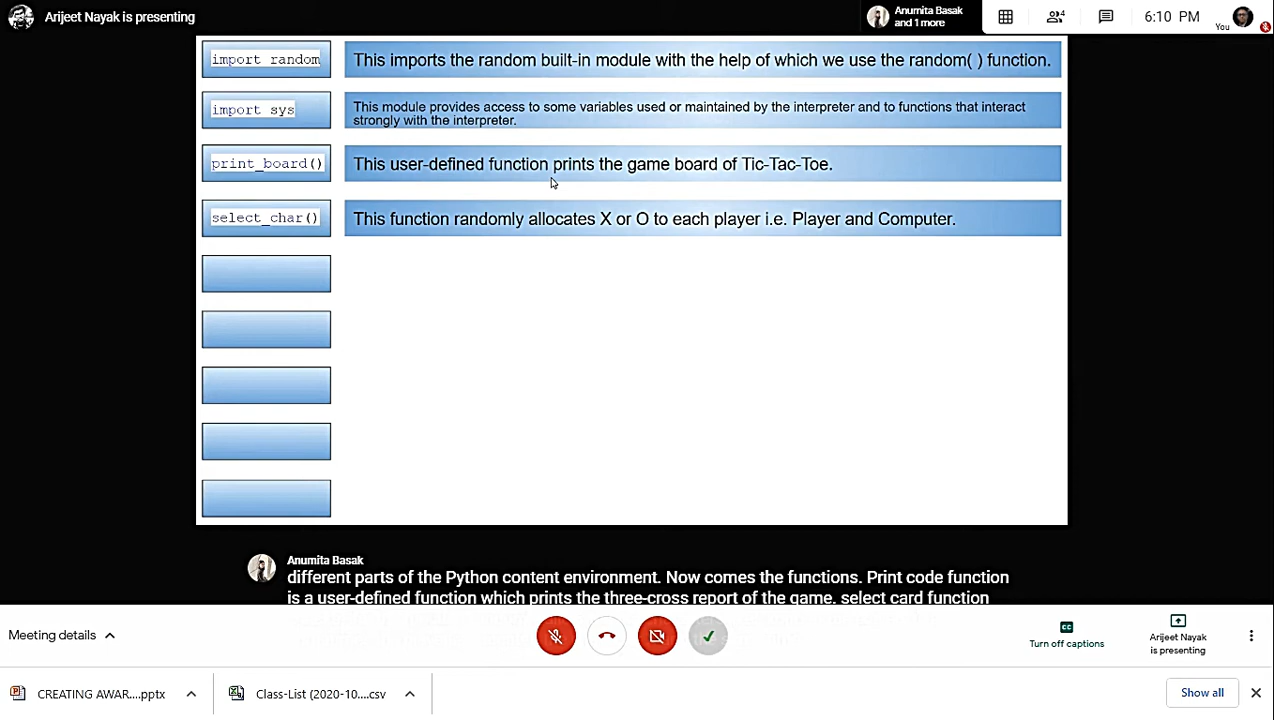 Arijeet Nayak is presenting
Anumita Basak
and 1 more
4
6:10 PM
You
import random
This imports the random built-in module with the help of which we use the random( ) function.
import sys
This module provides access to some variables used or maintained by the interpreter and to functions that interact
strongly with the interpreter.
print_board()
This user-defined function prints the game board of Tic-Tac-Toe.
select_char()
This function randomly allocates X or O to each player i.e. Player and Computer.
Anumita Basak
different parts of the Python content environment. Now comes the functions. Print code function
is a user-defined function which prints the three-cross report of the game. select card function
Meeting details
CC
Turn off captions
Arijeet Nayak
is presenting
CREATING AWAR....pptx
Class-List (2020-10....csv
Show all